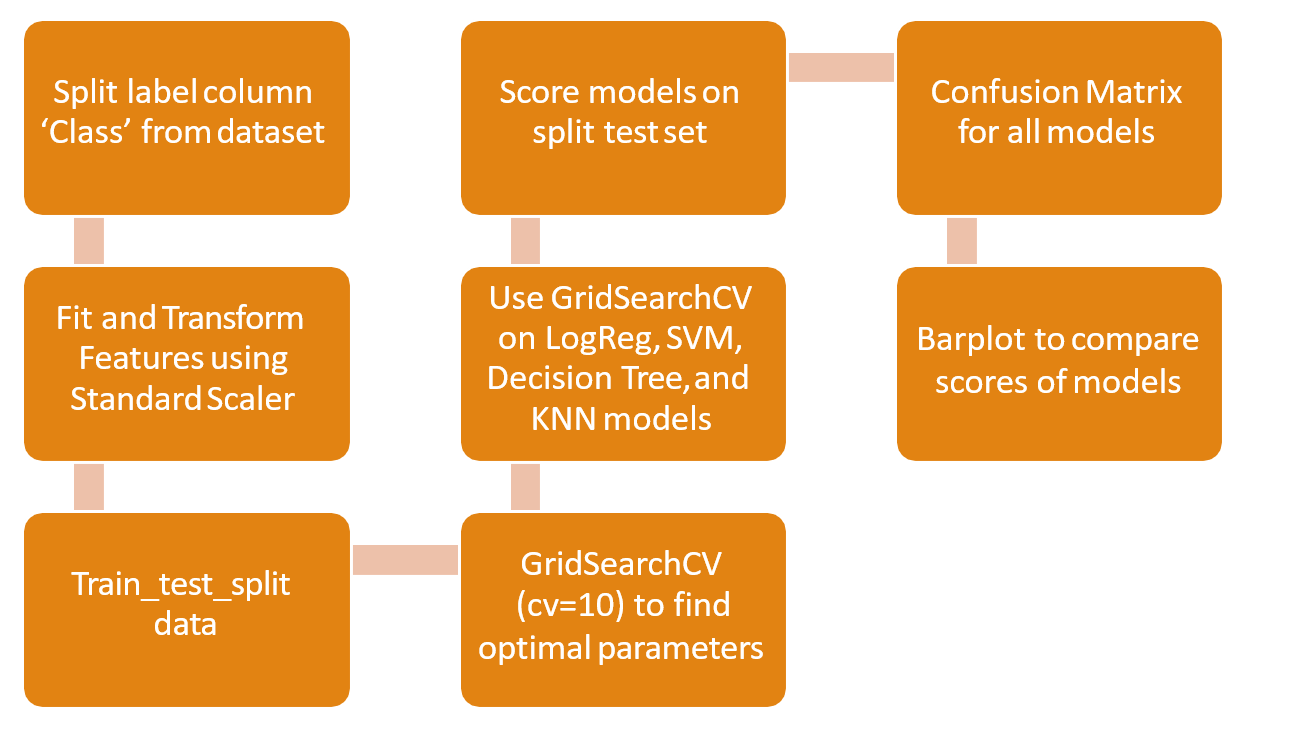 Split label column
‘Class’ from dataset
Fit and Transform
Features using
Standard Scaler
Train_test_split
data
GridSearchCV
(cv=10) to find
optimal parameters
Use GridSearchCV
on LogReg, SVM,
Decision Tree, and
KNN models
Score models on
split test set
Confusion Matrix
for all models
Barplot to compare
scores of models